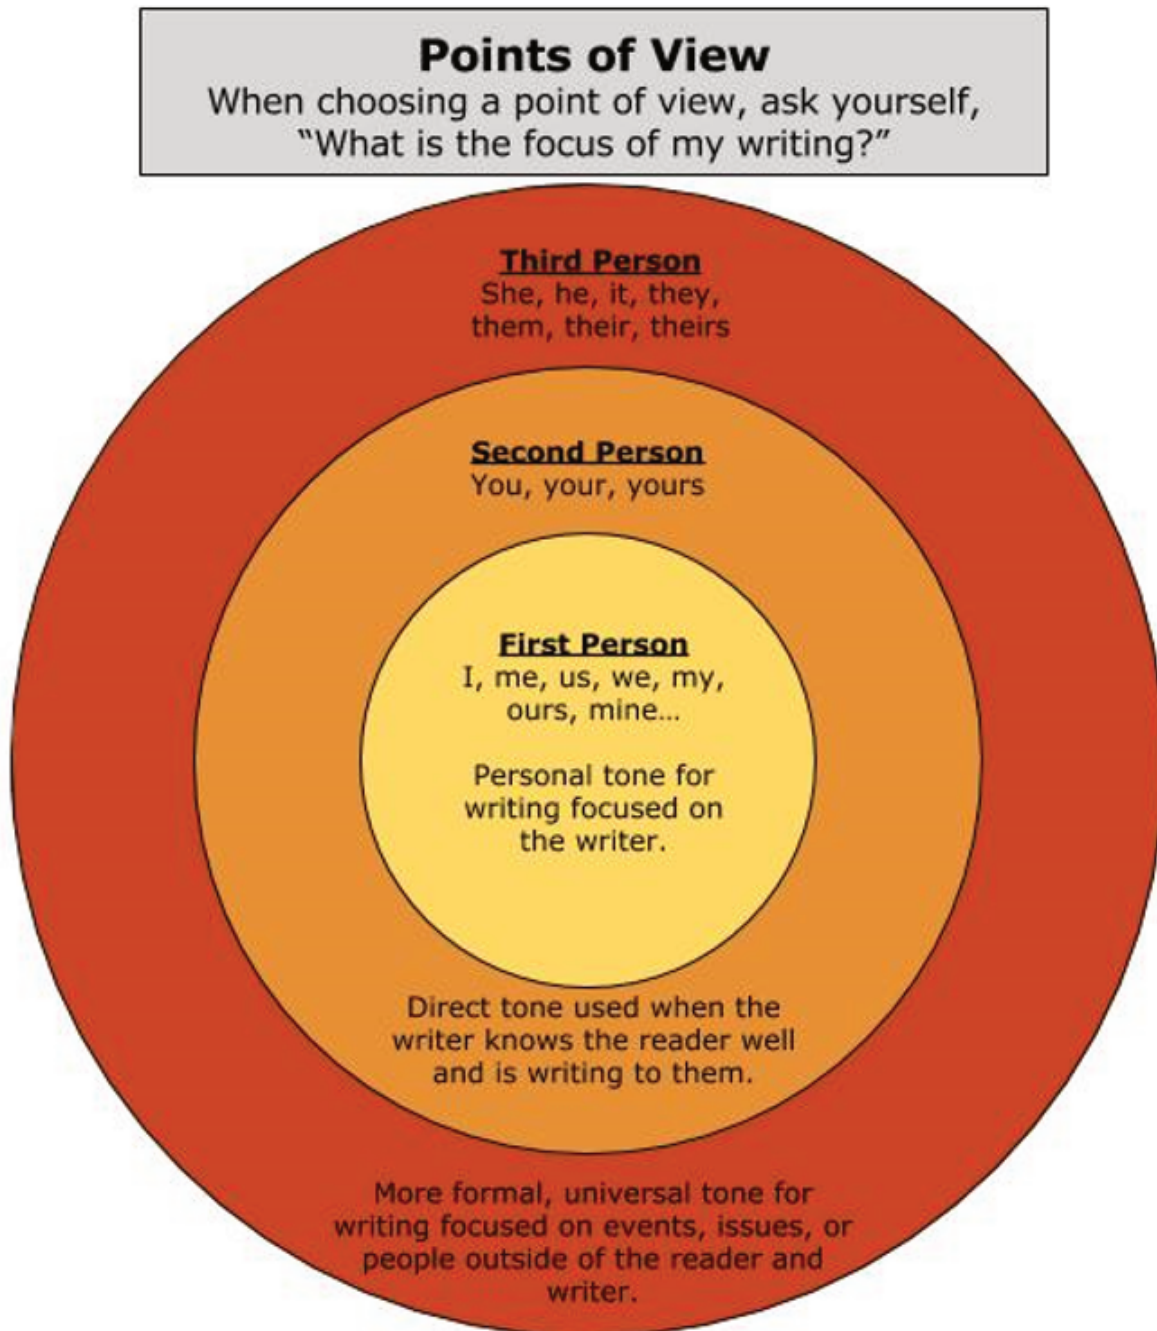 Points of View
When choosing a point of view, ask yourself,
“What is the focus of my writing?”
Third Person
She, he, it, they,
them, their, theirs
Second Person
You, your, yours
First Person
I, me, us, we, my,
ours, mine...
Personal tone for
writing focused on
the writer.
Direct tone used when the
writer knows the reader well
and is writing to them.
More formal, universal tone for
writing focused on events, issues, or
people outside of the reader and
writer.